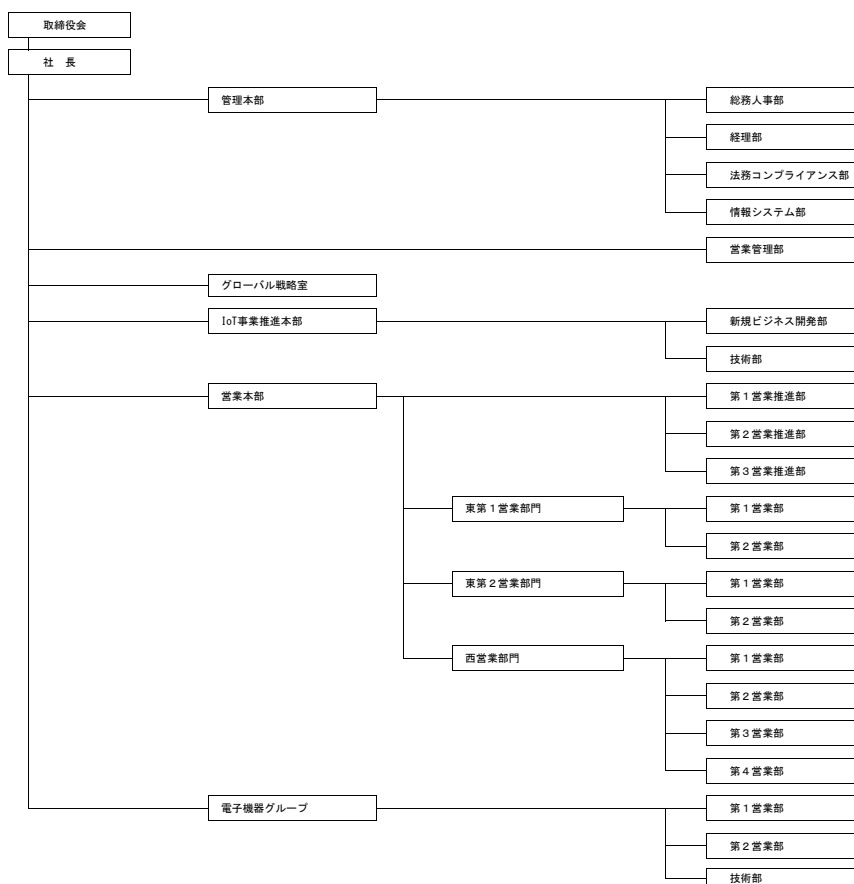 取締役会
社　長
管理本部
総務人事部
経理部
法務コンプライアンス部
情報システム部
営業管理部
グローバル戦略室
IoT事業推進本部
新規ビジネス開発部
技術部
営業本部
第１営業推進部
第２営業推進部
第３営業推進部
東第１営業部門
第１営業部
第２営業部
東第２営業部門
第１営業部
第２営業部
西営業部門
第１営業部
第２営業部
第３営業部
第４営業部
電子機器グループ
第１営業部
第２営業部
技術部